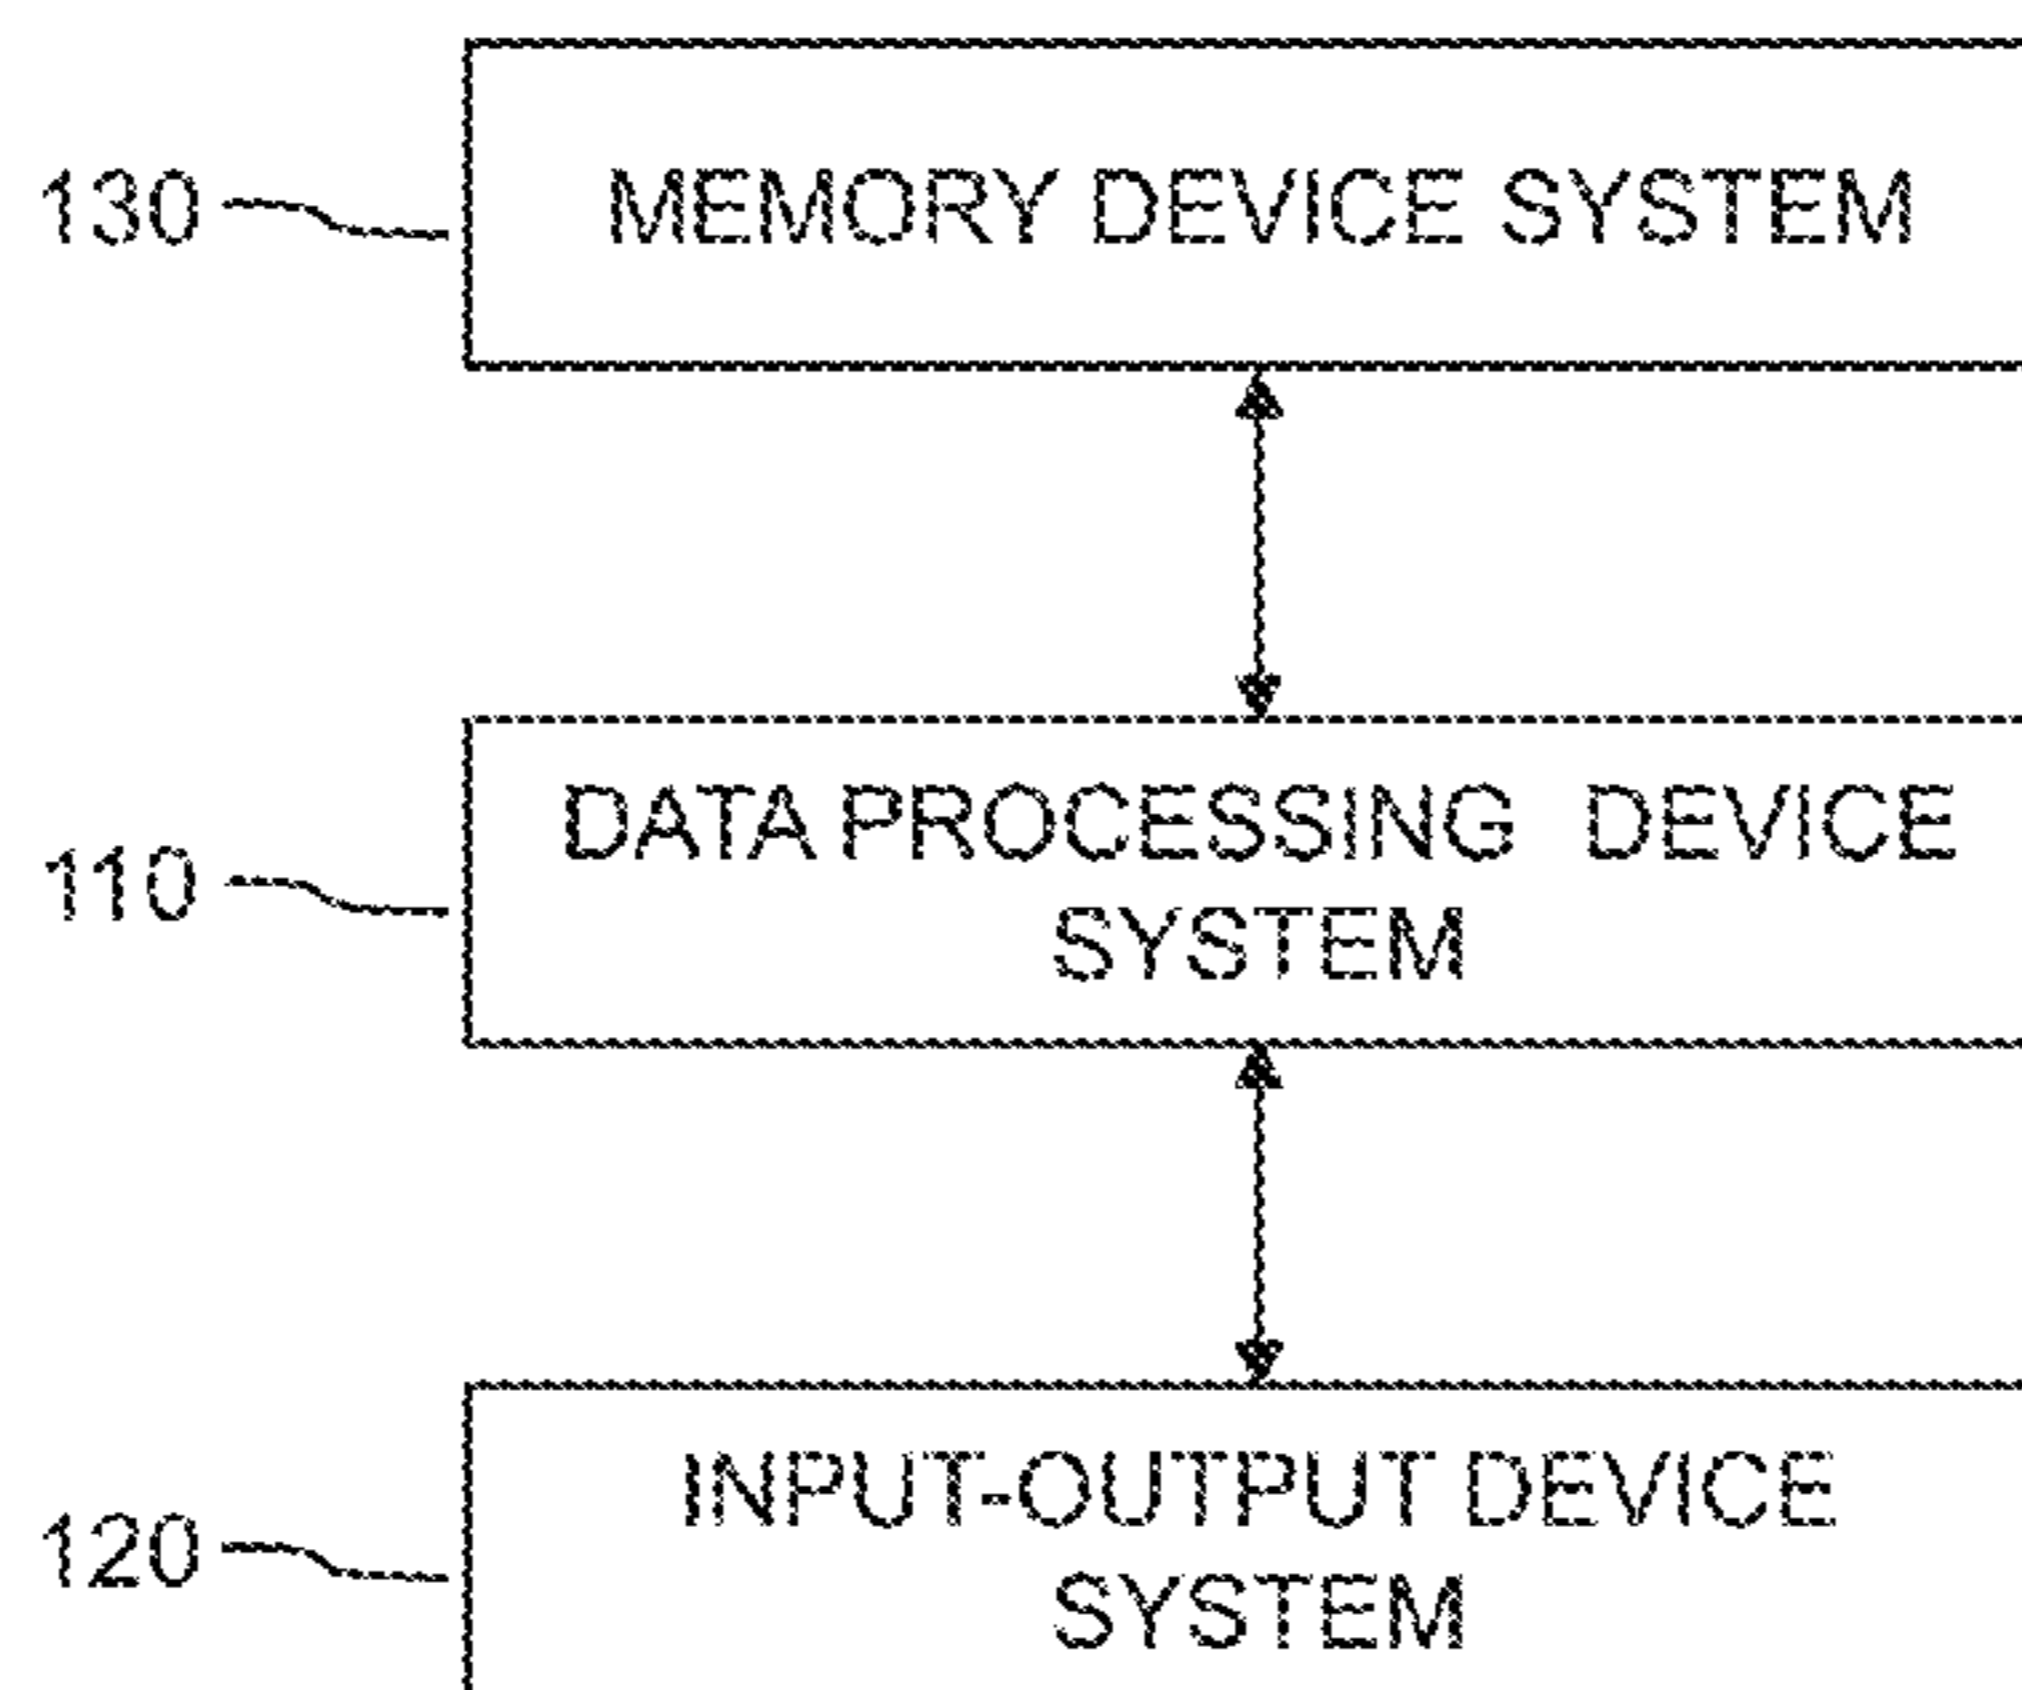 130
MEMORY DEVICE SYSTEM
110
DATA PROCESSING DEVICE
SYSTEM
120
INPUT-OUTPUT DEVICE
SYSTEM